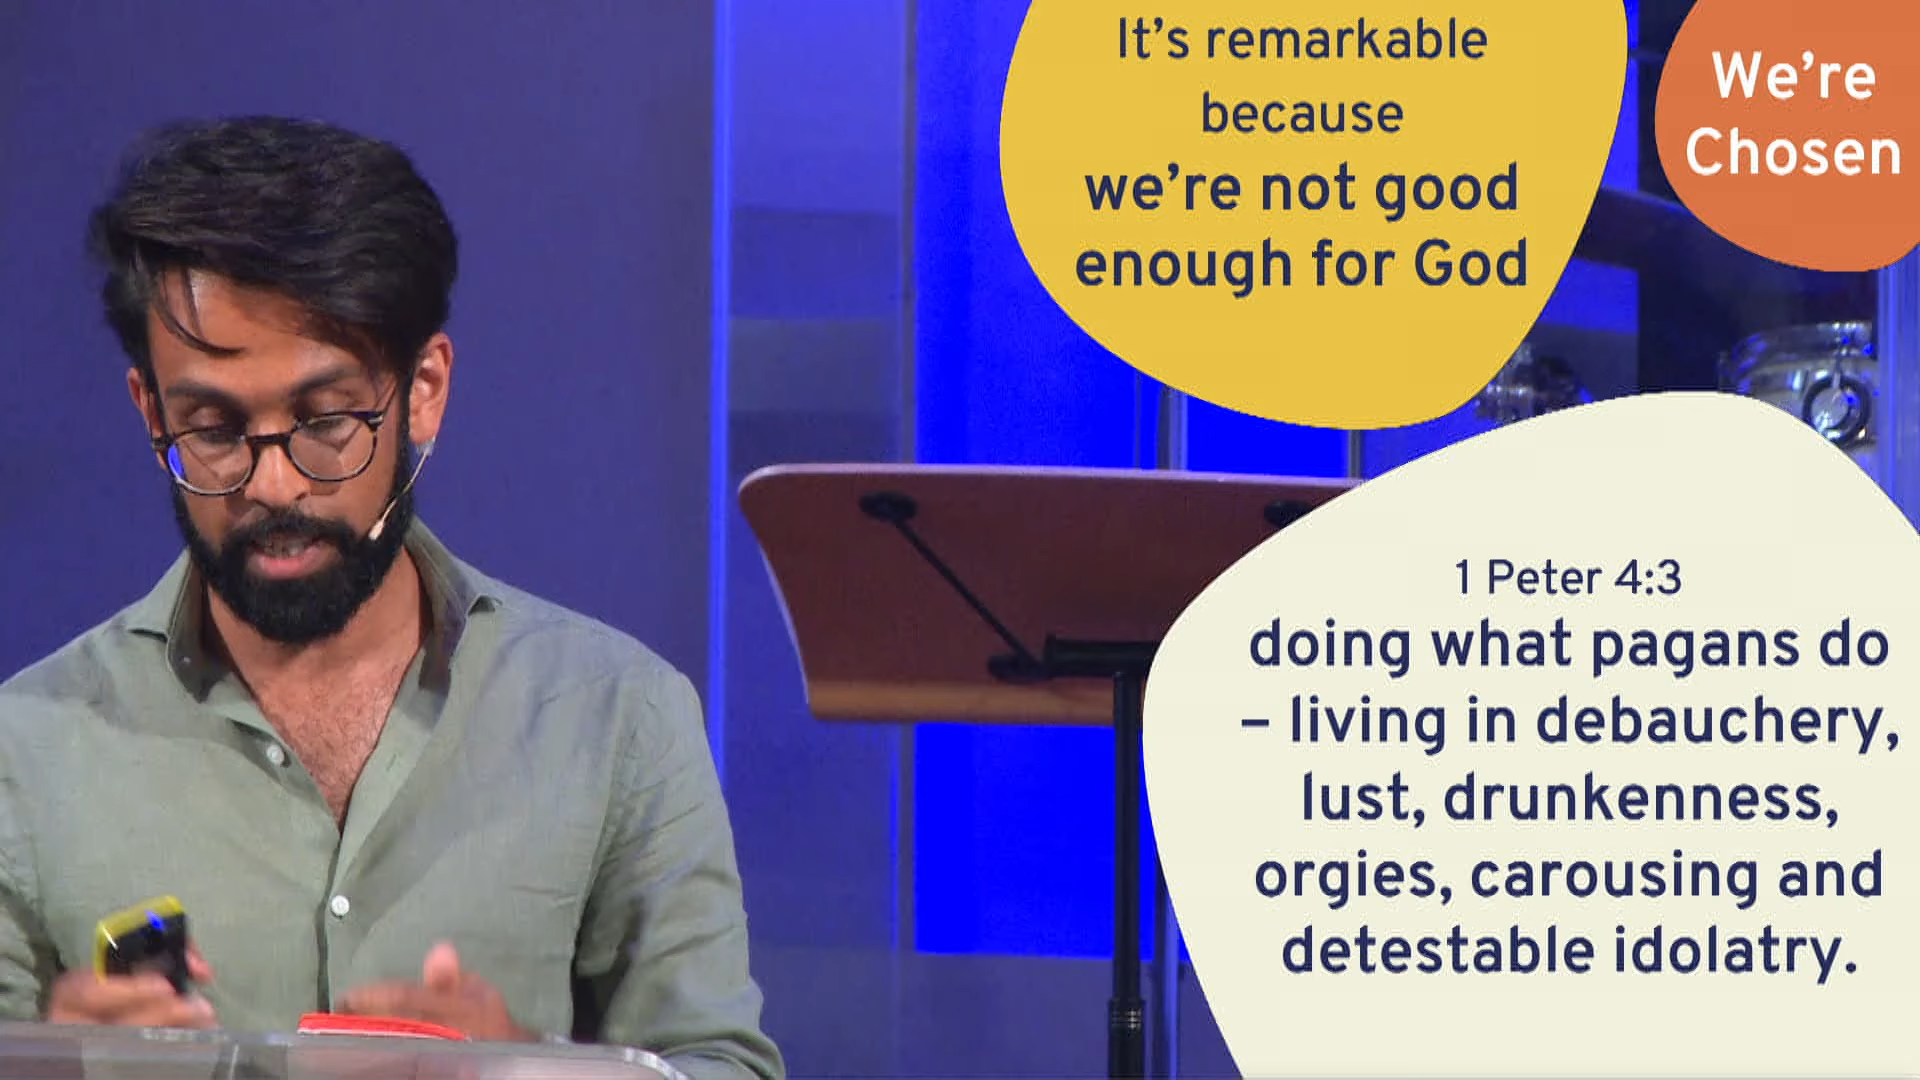 It’s remarkable
because
we’re not good
enough for God
We’re
Chosen
1 Peter 4:3
doing what pagans do
– living in debauchery,
lust, drunkenness,
orgies, carousing and
detestable idolatry.